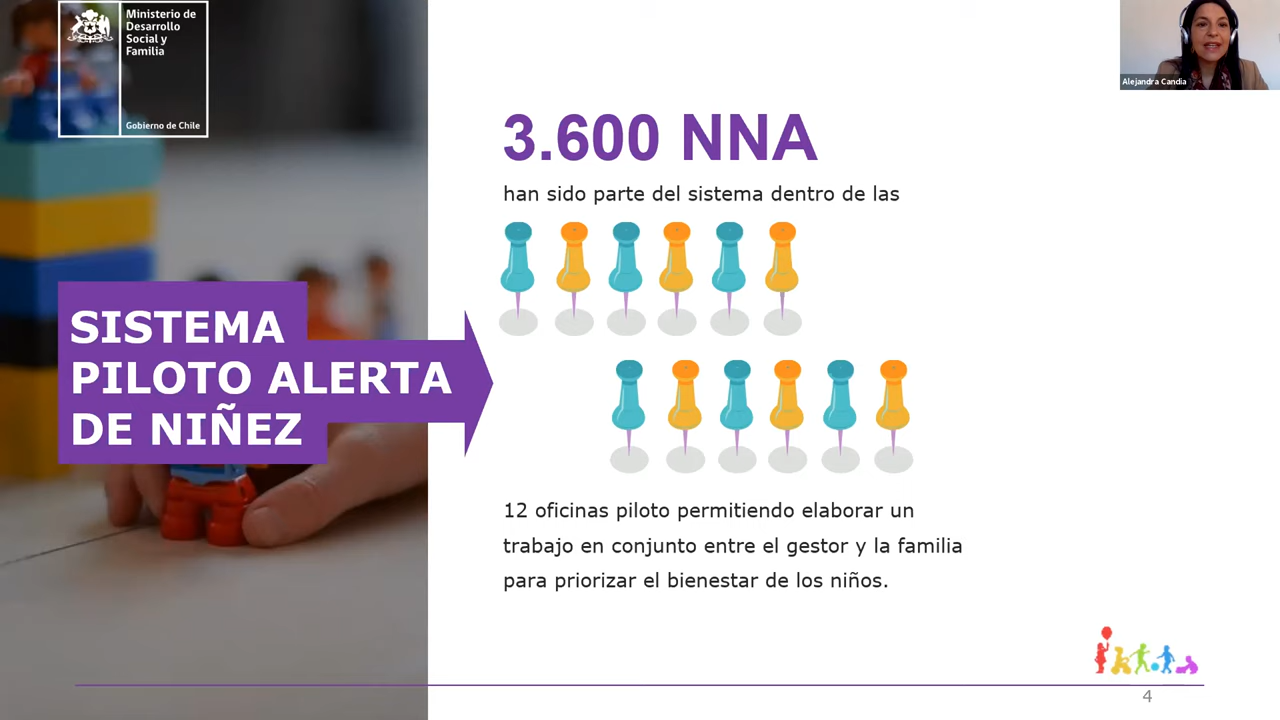 Ministerio de
Desarrollo
Social y
Familia
Gobierno de Chile
Alejandra Candia
3.600 NNA
han sido parte del sistema dentro de las
SISTEMA
PILOTO ALERTA
DE NIÑEZ
12 oficinas piloto permitiendo elaborar un
trabajo en conjunto entre el gestor y la familia
para priorizar el bienestar de los niños.
4